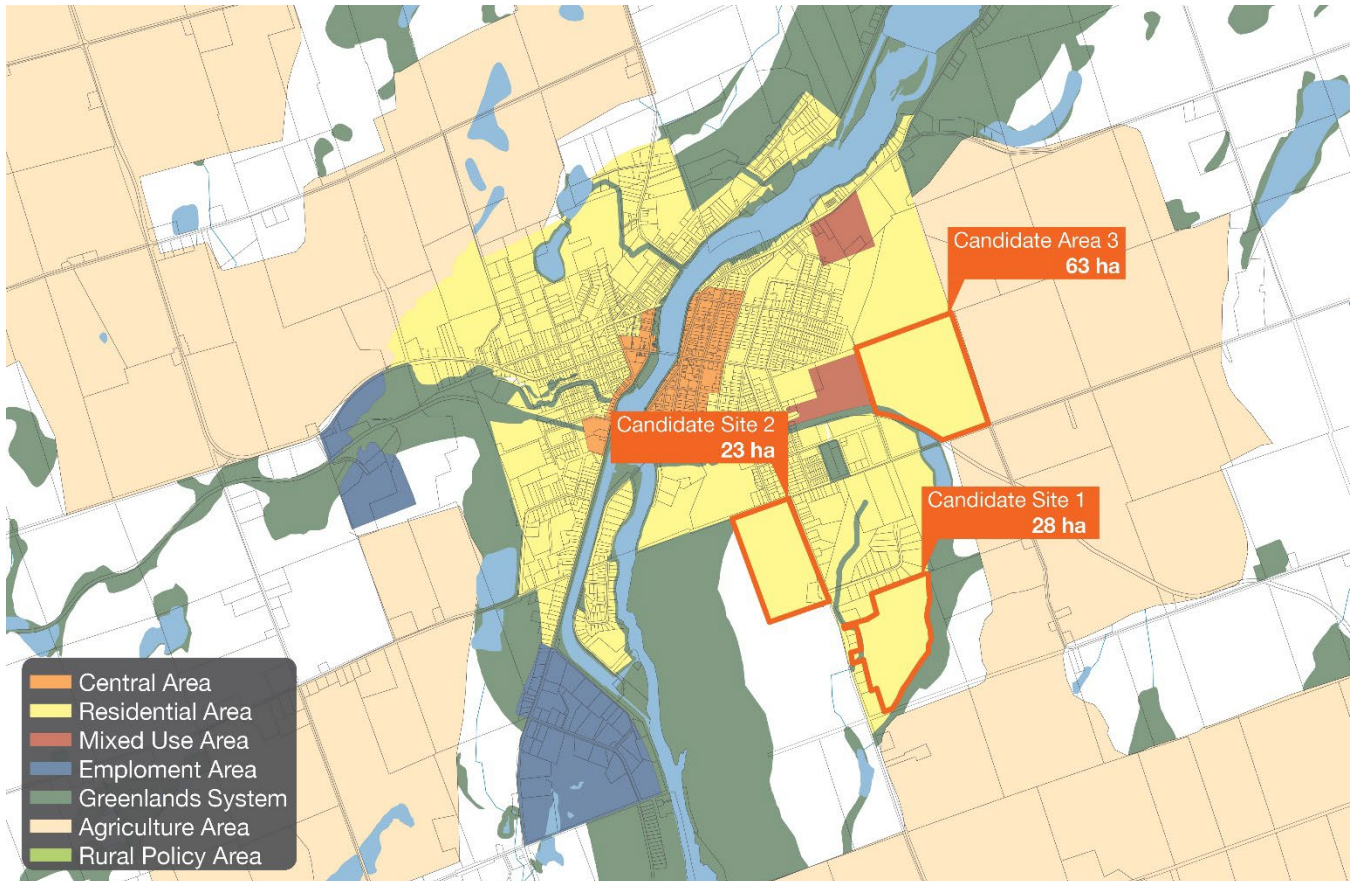 Candidate Area 3
63 ha
Candidate Site 2
23 ha
Candidate Site 1
28 ha
Central Area
Residential Area
Mixed Use Area
Emploment Area
Greenlands System
Agriculture Area
Rural Policy Area